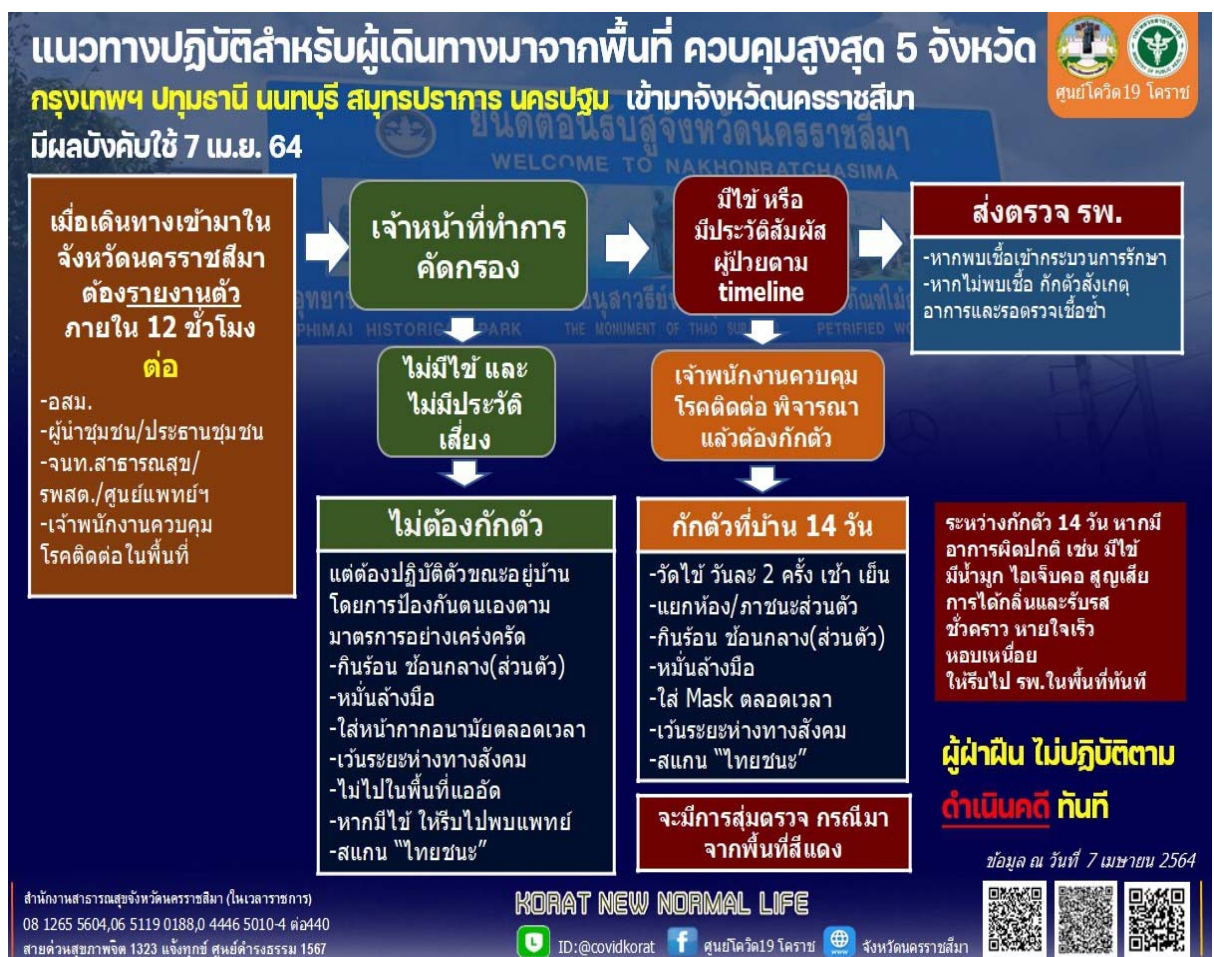 แนวทางปฏิบัติสำหรับผู้เดินทางมาจากพื้นที่ ควบคุมสูงสุด 5 จังหวัด
กรุงเทพฯ ปทุมธานี นนทบุรี สมุทรปราการ นครปฐม เข้ามาจังหวัดนครราชสีมา
มีผลบังคับใช้ 7 เม.ย. 64
ศูนย์โควิด19 โคราช
ยินดีต้อนรับสู่จังหวัดนครราชสีมา
WELCOME TO NAKHONRATCHASIMA
เมื่อเดินทางเข้ามาใน
จังหวัดนครราชสีมา
ต้องรายงานตัว
ภายใน 12 ชั่วโมง
ต่อ
-อสม.
-ผู้นำชุมชน/ประธานชุมชน
-จนท.สาธารณสุข/
รพสต./ศูนย์แพทย์ฯ
-เจ้าพนักงานควบคุม
โรคติดต่อในพื้นที่
เจ้าหน้าที่ทำการ
คัดกรอง
มีไข้ หรือ
มีประวัติสัมผัส
ผู้ป่วยตาม
timeline
ส่งตรวจ รพ.
-หากพบเชื้อเข้ากระบวนการรักษา
-หากไม่พบเชื้อ กักตัวสังเกตุ
อาการและรอตรวจเชื้อซ้ำ
PHIMAI HISTORIC PARK THE MONUMENT OF THAO SUR PETRIFIED WO
ไม่มีไข้ และ
ไม่มีประวัติ
เสี่ยง
เจ้าพนักงานควบคุม
โรคติดต่อ พิจารณา
แล้วต้องกักตัว
ไม่ต้องกักตัว
แต่ต้องปฏิบัติตัวขณะอยู่บ้าน
โดยการป้องกันตนเองตาม
มาตรการอย่างเคร่งครัด
-กินร้อน ช้อนกลาง(ส่วนตัว)
-หมั่นล้างมือ
-ใส่หน้ากากอนามัยตลอดเวลา
-เว้นระยะห่างทางสังคม
-ไม่ไปในพื้นที่แออัด
-หากมีไข้ ให้รีบไปพบแพทย์
-สแกน "ไทยชนะ"
กักตัวที่บ้าน 14 วัน
-วัดไข้ วันละ 2 ครั้ง เช้า เย็น
-แยกห้อง/ภาชนะส่วนตัว
-กินร้อน ช้อนกลาง(ส่วนตัว)
-หมั่นล้างมือ
-ใส่ Mask ตลอดเวลา
-เว้นระยะห่างทางสังคม
-สแกน "ไทยชนะ"
จะมีการสุ่มตรวจ กรณีมา
จากพื้นที่สีแดง
ระหว่างกักตัว 14 วัน หากมี
อาการผิดปกติ เช่น มีไข้
มีน้ำมูก ไอเจ็บคอ สูญเสีย
การได้กลิ่นและรับรส
ชั่วคราว หายใจเร็ว
หอบเหนื่อย
ให้รีบไป รพ.ในพื้นที่ทันที
ผู้ฝ่าฝืน ไม่ปฏิบัติตาม
ดำเนินคดี ทันที
ข้อมูล ณ วันที่ 7 เมษายน 2564
สำนักงานสาธารณสุขจังหวัดนครราชสีมา (ในเวลาราชการ)
08 1265 5604,06 5119 0188,0 4446 5010-4 ต่อ440
สายด่วนสุขภาพจิต 1323 แจ้งทุกข์ ศูนย์ดำรงธรรม 1567
KORAT NEW NORMAL LIFE
ID:@covidkorat ศูนย์โควิด19 โคราช จังหวัดนครราชสีมา